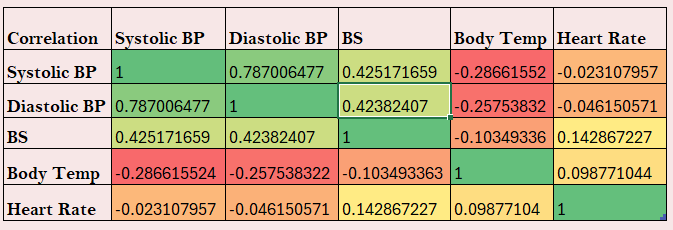 Correlation Systolic BP Diastolic BP BS Body Temp Heart Rate
Systolic BP 1 0.787006477 0.425171659 -0.28661552 -0.023107957
Diastolic BP 0.787006477 1 0.42382407 -0.25753832 -0.046150571
BS 0.425171659 0.42382407 1 -0.10349336 0.142867227
Body Temp -0.286615524 -0.257538322 -0.103493363 1 0.098771044
Heart Rate -0.023107957 -0.046150571 0.142867227 0.09877104 1